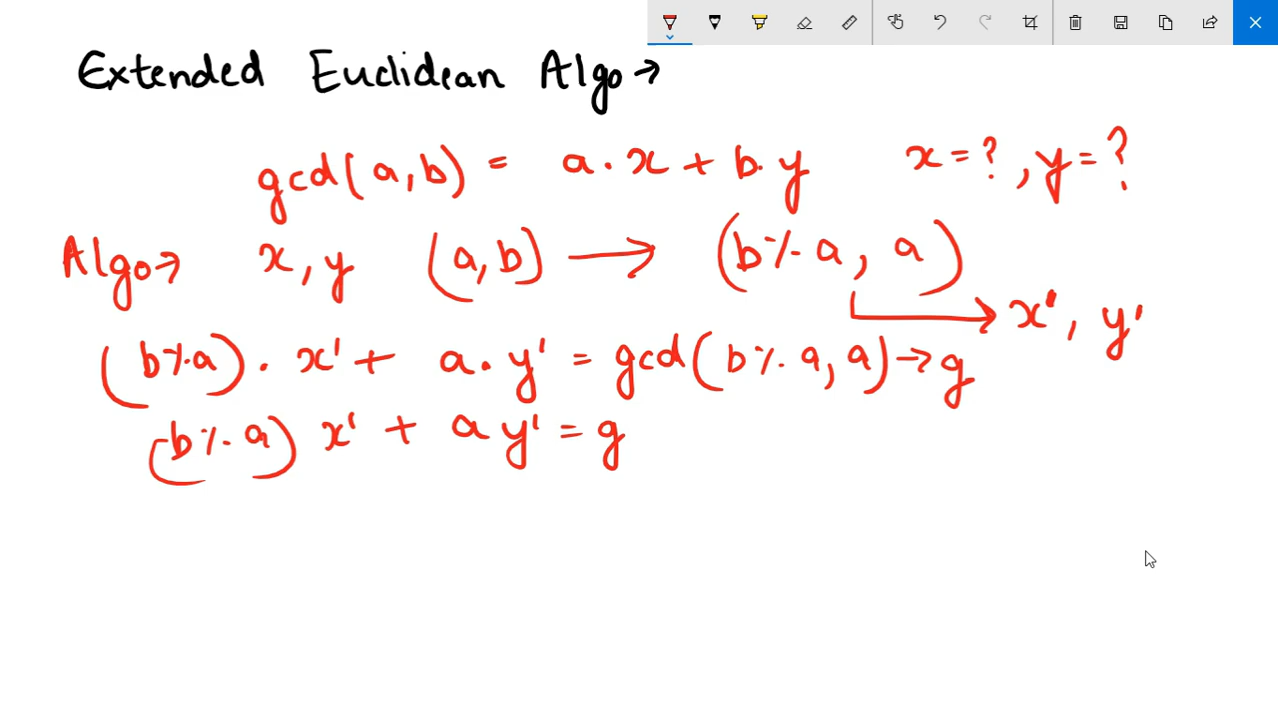 Extended Euclidean Algo →
gcd(a,b) = a·x + b·y x=?, y=?
Algo → x, y (a,b) → (b%a, a)
x', y'
(b%a)·x' + a·y' = gcd(b%a, a) → g
(b%a) x' + a y' = g